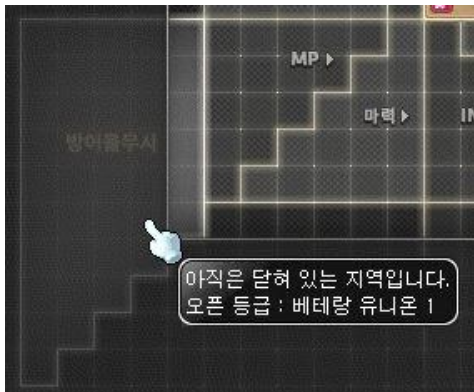 MP
마력
IN
방어율무시
아직은 닫혀 있는 지역입니다.
오픈 등급 : 베테랑 유니온 1